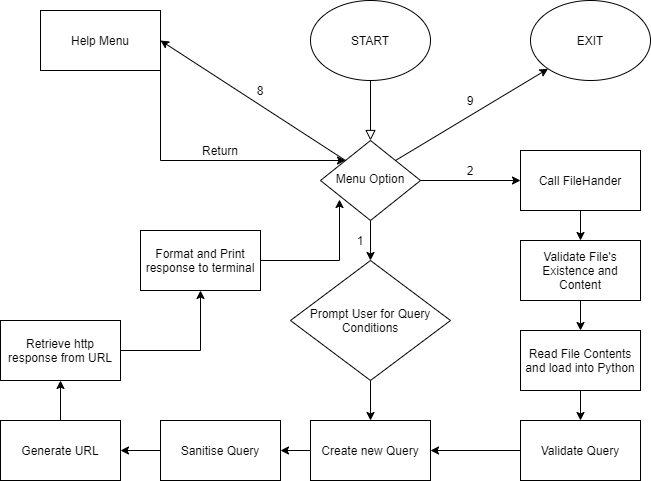 Help Menu
START
EXIT
8
9
Return
Menu Option
2
Call FileHander
1
Format and Print
response to terminal
Validate File's
Existence and
Content
Prompt User for Query
Conditions
Retrieve http
response from URL
Read File Contents
and load into Python
Generate URL
Sanitise Query
Create new Query
Validate Query